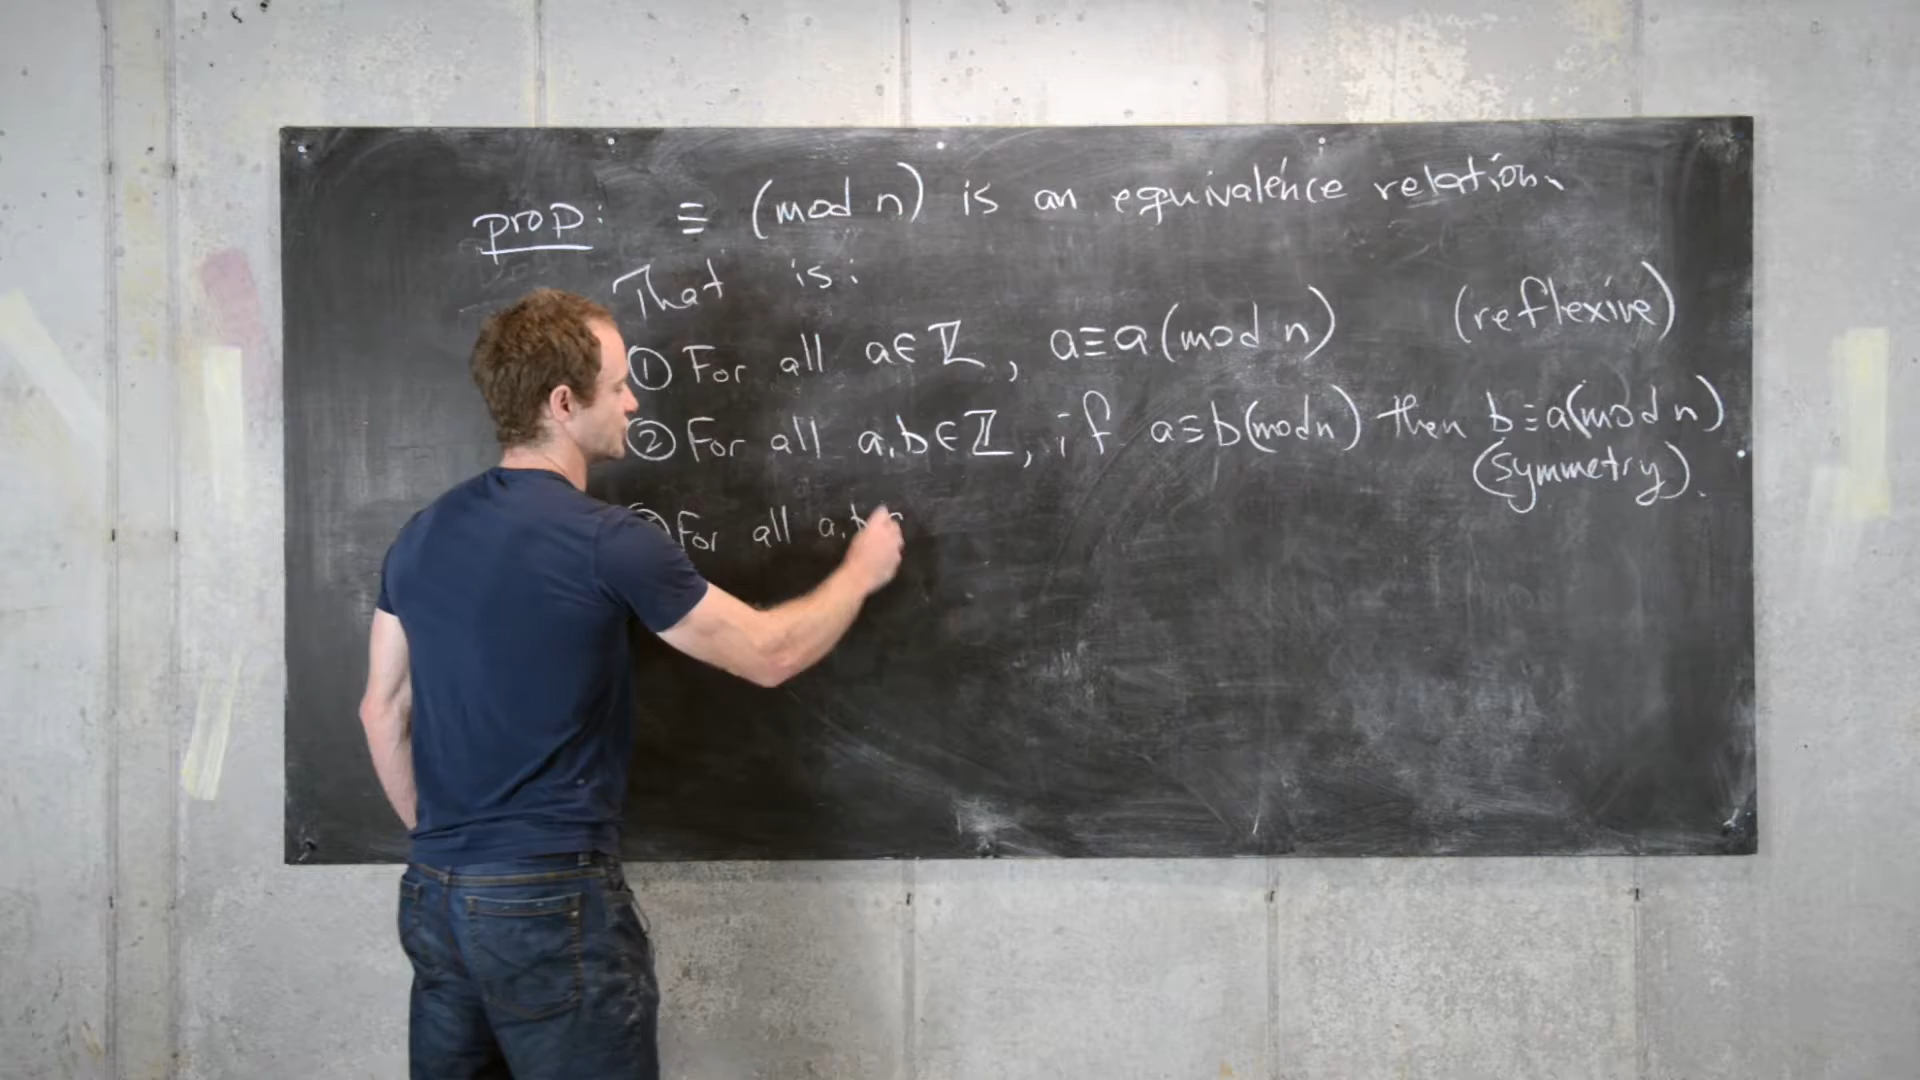 prop: ≡ (mod n) is an equivalence relation.
That is:
① For all a∈ℤ, a≡a(mod n) (reflexive)
② For all a,b∈ℤ, if a≡b(mod n) then b≡a(mod n)
(symmetry).
For all a,b